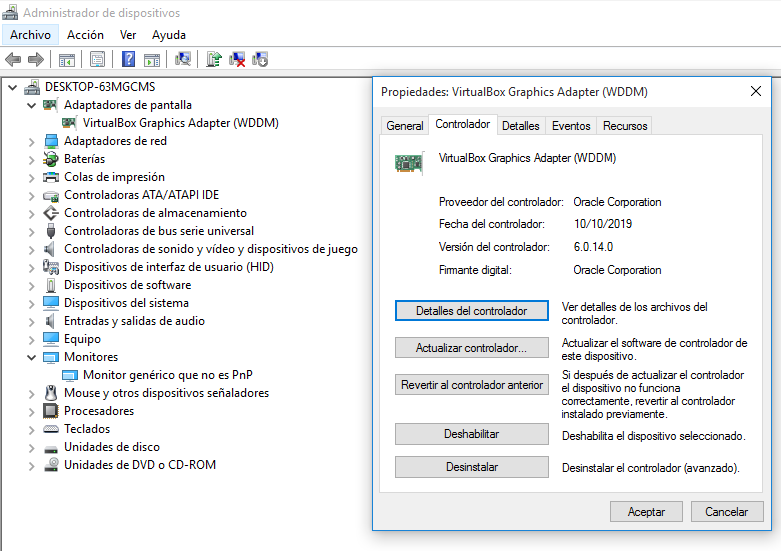 Administrador de dispositivos
Archivo Acción Ver Ayuda
DESKTOP-63MGCMS
Adaptadores de pantalla
VirtualBox Graphics Adapter (WDDM)
Adaptadores de red
Baterías
Colas de impresión
Controladoras ATA/ATAPI IDE
Controladoras de almacenamiento
Controladoras de bus serie universal
Controladoras de sonido y vídeo y dispositivos de juego
Dispositivos de interfaz de usuario (HID)
Dispositivos de software
Dispositivos del sistema
Entradas y salidas de audio
Equipo
Monitores
Monitor genérico que no es PnP
Mouse y otros dispositivos señaladores
Procesadores
Teclados
Unidades de disco
Unidades de DVD o CD-ROM
Propiedades: VirtualBox Graphics Adapter (WDDM)
General Controlador Detalles Eventos Recursos
VirtualBox Graphics Adapter (WDDM)
Proveedor del controlador: Oracle Corporation
Fecha del controlador: 10/10/2019
Versión del controlador: 6.0.14.0
Firmante digital: Oracle Corporation
Detalles del controlador
Ver detalles de los archivos del
controlador.
Actualizar controlador...
Actualizar el software de controlador de
este dispositivo.
Revertir al controlador anterior
Si después de actualizar el controlador
el dispositivo no funciona
correctamente, revertir al controlador
instalado previamente.
Deshabilitar
Deshabilita el dispositivo seleccionado.
Desinstalar
Desinstalar el controlador (avanzado).
Aceptar Cancelar